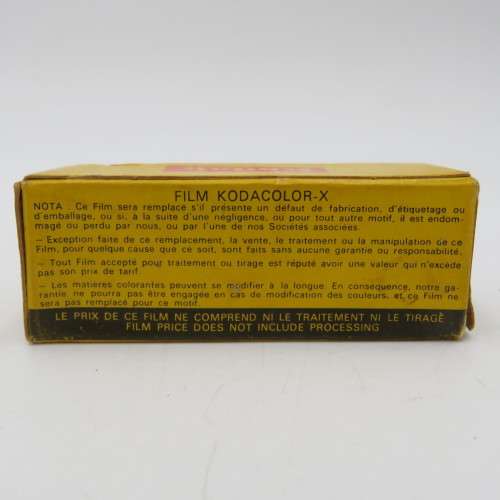 FILM KODACOLOR-X
NOTA : Ce Film sera remplacé s'il présente un défaut de fabrication, d'étiquetage ou
d'emballage, ou si, à la suite d'une négligence, ou pour tout autre motif, il est endom-
magé ou perdu par nous, ou par l'une de nos Sociétés associées.
— Exception faite de ce remplacement, la vente, le traitement ou la manipulation de ce
Film, pour quelque cause que ce soit, sont faits sans aucune garantie ou responsabilité.
— Tout Film accepté pour traitement ou tirage est réputé avoir une valeur qui n'excède
pas son prix de tarif.
— Les matières colorantes peuvent se modifier à la longue. En conséquence, notre ga-
rantie ne pourra pas être engagée en cas de modification des couleurs, et ce Film ne
sera pas remplacé pour ce motif.
LE PRIX DE CE FILM NE COMPREND NI LE TRAITEMENT NI LE TIRAGE
FILM PRICE DOES NOT INCLUDE PROCESSING